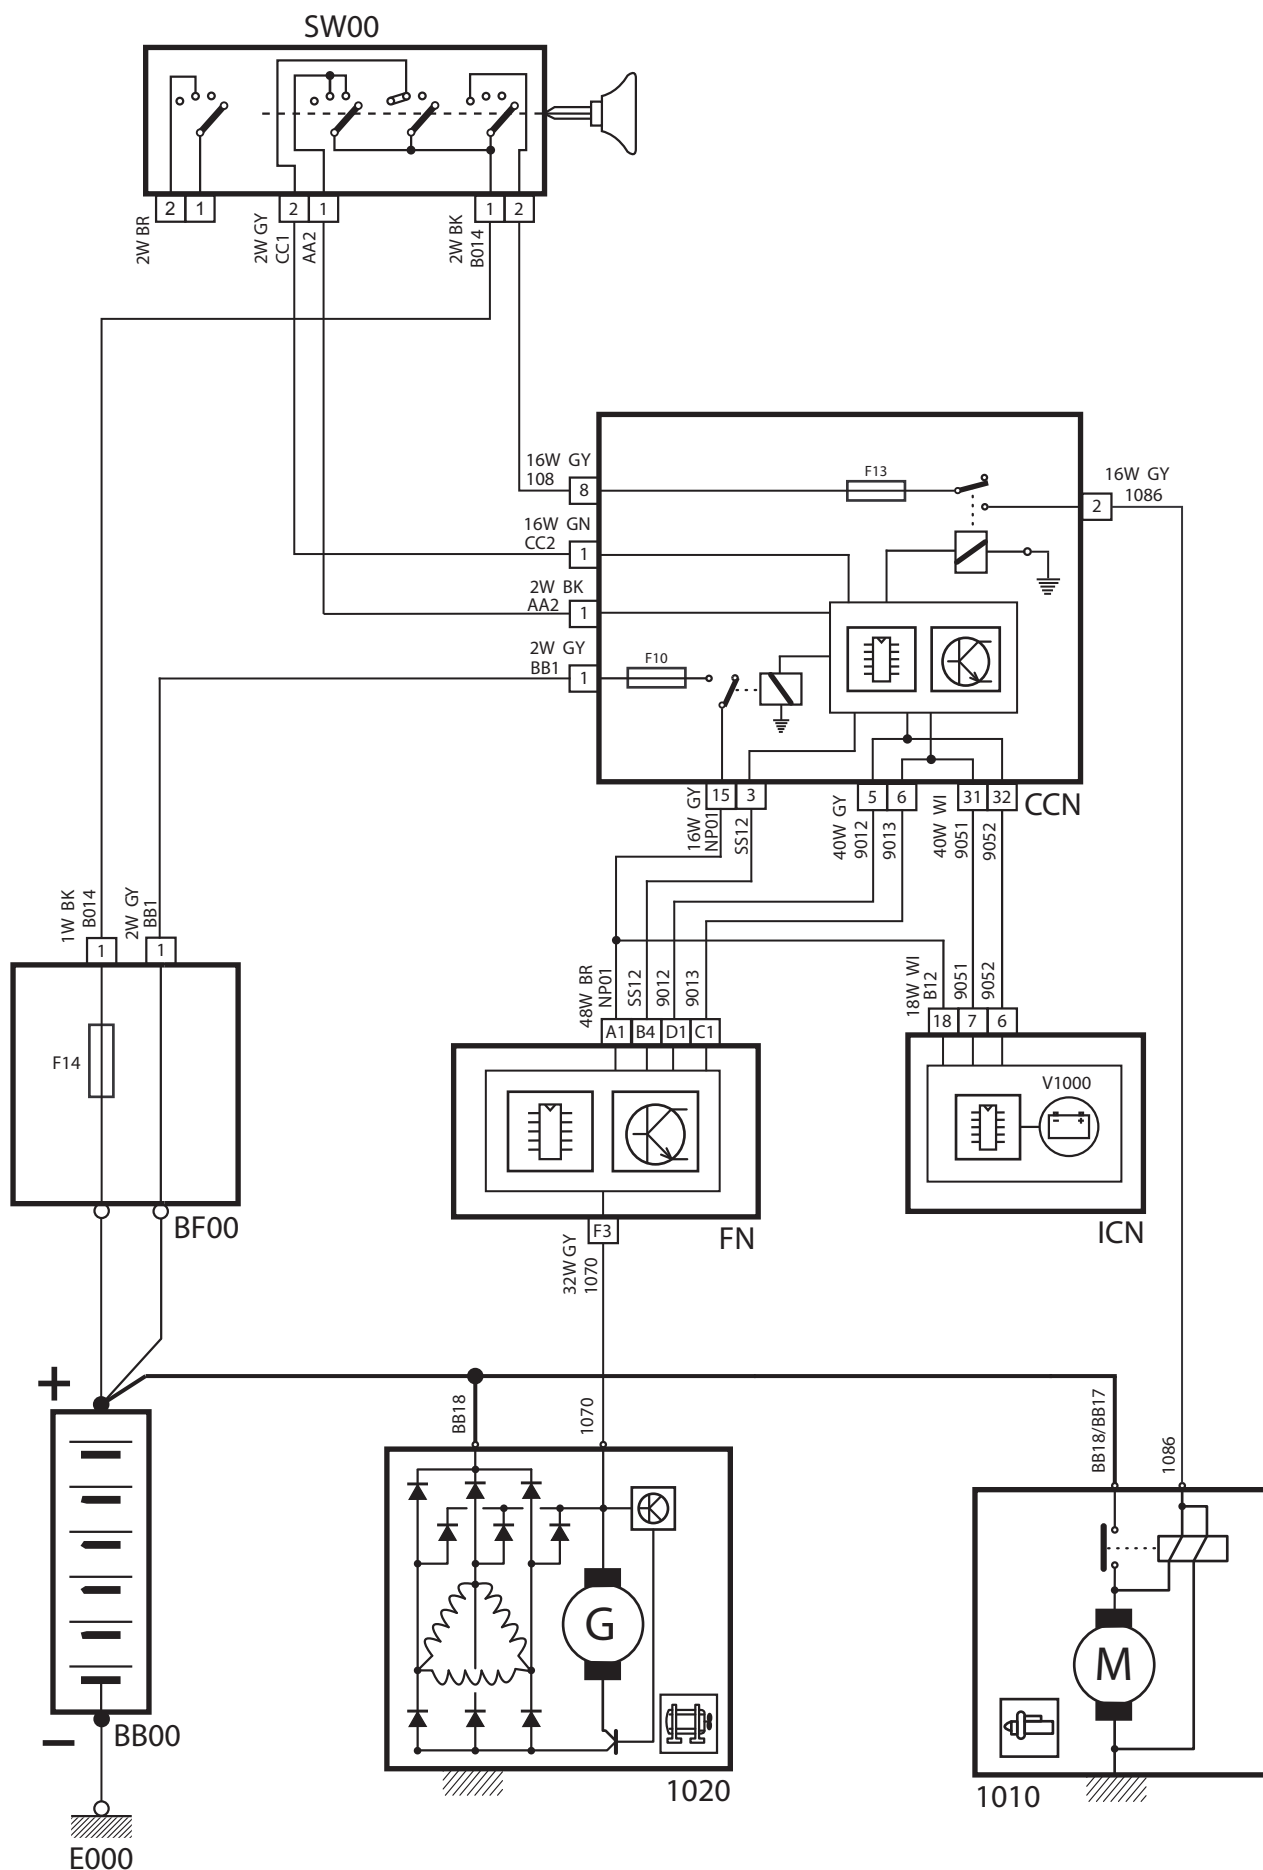 SW00
2 1
2 1
1 2
2W BR
2W GY
CC1
AA2
2W BK
B014
16W GY
108
8
F13
16W GY
1086
2
16W GN
CC2
1
2W BK
AA2
1
2W GY
BB1
1
F10
15 3
5 6
31 32
CCN
16W GY
NP01
SS12
40W GY
9012
9013
40W WI
9051
9052
1W BK
B014
2W GY
BB1
1
1
48W BR
NP01
SS12
9012
9013
18W WI
B12
9051
9052
A1 B4 D1 C1
18 7 6
F14
V1000
- +
BF00
F3
FN
ICN
32W GY
1070
+
BB18
1070
BB18/BB17
1086
G
M
–
BB00
1020
1010
E000